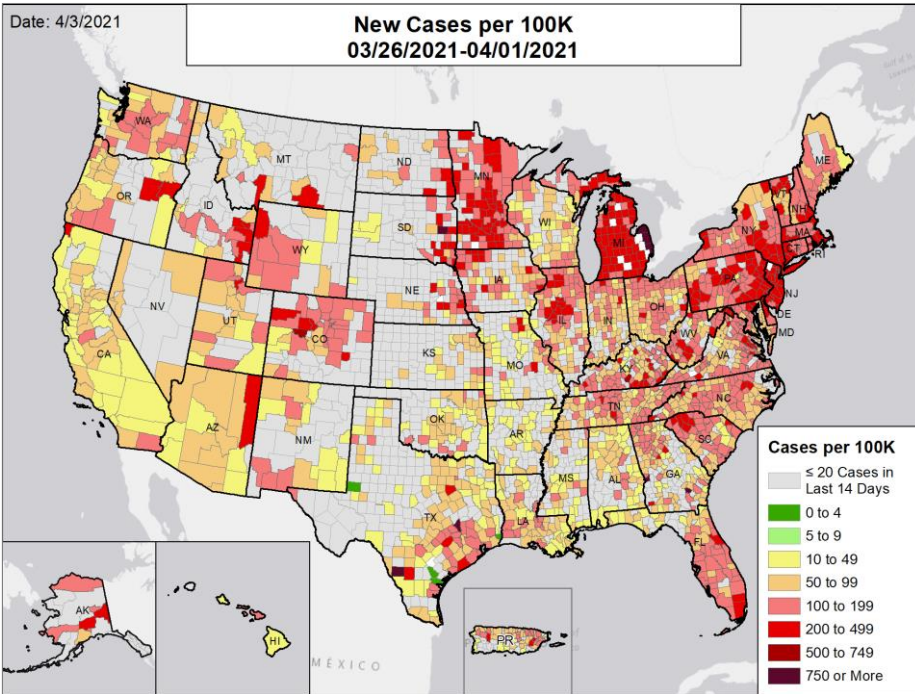 Date: 4/3/2021
New Cases per 100K
03/26/2021-04/01/2021
WA
MT
ND
MN
ME
OR
ID
WY
SD
WI
MI
NY
VT
NH
MA
CT
RI
NV
UT
CO
NE
IA
IL
IN
OH
PA
NJ
DE
MD
CA
KS
MO
KY
WV
VA
AZ
NM
OK
AR
TN
NC
SC
TX
LA
MS
AL
GA
FL
AK
HI
PR
MÉXICO
Cases per 100K
≤ 20 Cases in
Last 14 Days
0 to 4
5 to 9
10 to 49
50 to 99
100 to 199
200 to 499
500 to 749
750 or More